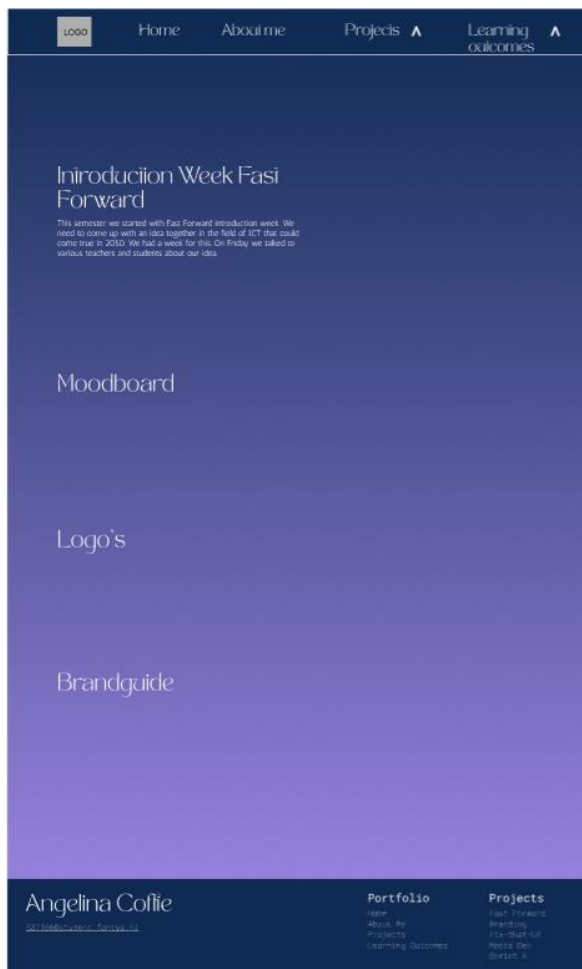 LOGO
Home
About me
Projects ∧
Learning outcomes ∧
Introduction Week Fast
Forward
This semester we started with Fast Forward introduction week. We
need to come up with an idea together in the field of ICT that could
come true in 2050. We had a week for this. On Friday we talked to
various teachers and students about our idea.
Moodboard
Logo's
Brandguide
Angelina Coffie
Portfolio
Home
About Me
Projects
Learning Outcomes
Projects
Fast Forward
Branding
Media Dev
Sprint X